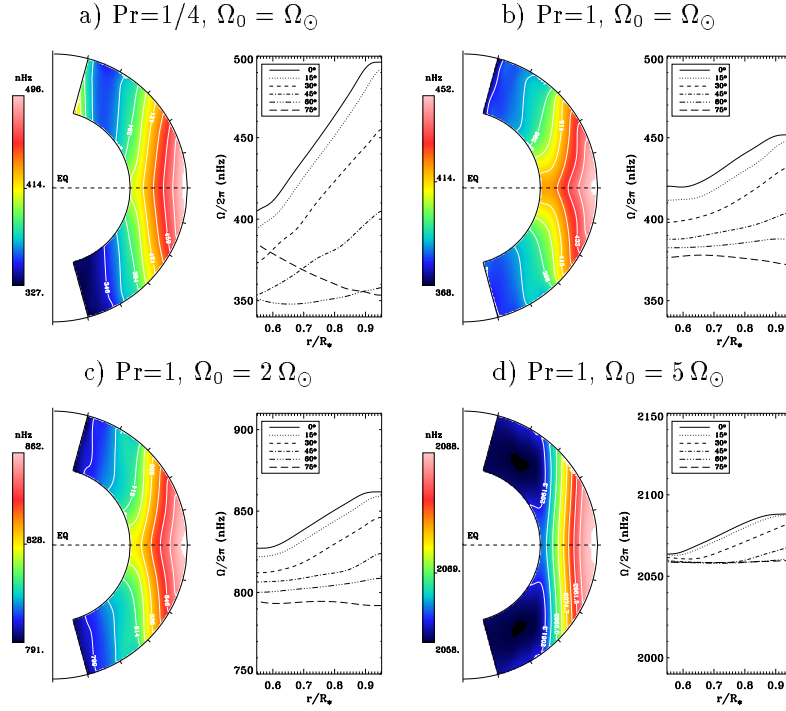 a) Pr=1/4, Ω₀ = Ω⊙
b) Pr=1, Ω₀ = Ω⊙
nHz
496.
414.
327.
EQ
500
450
400
350
Ω/2π (nHz)
0°
15°
30°
45°
60°
75°
0.6 0.7 0.8 0.9
r/R*
nHz
452.
414.
368.
EQ
500
450
400
350
Ω/2π (nHz)
0°
15°
30°
45°
60°
75°
0.6 0.7 0.8 0.9
r/R*
c) Pr=1, Ω₀ = 2 Ω⊙
d) Pr=1, Ω₀ = 5 Ω⊙
nHz
862.
828.
791.
EQ
910
900
850
800
750
Ω/2π (nHz)
0°
15°
30°
45°
60°
75°
0.6 0.7 0.8 0.9
r/R*
nHz
2088.
2069.
2058.
EQ
2150
2100
2050
2000
Ω/2π (nHz)
0°
15°
30°
45°
60°
75°
0.6 0.7 0.8 0.9
r/R*